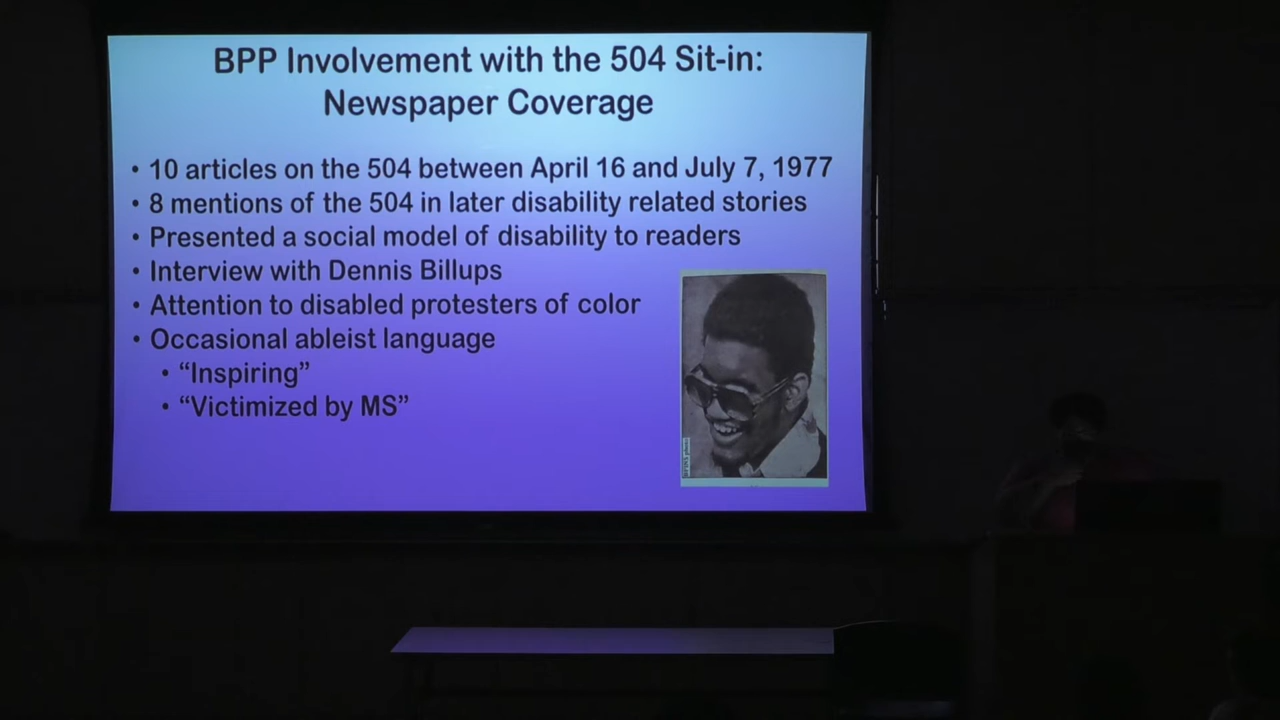 BPP Involvement with the 504 Sit-in:
Newspaper Coverage
• 10 articles on the 504 between April 16 and July 7, 1977
• 8 mentions of the 504 in later disability related stories
• Presented a social model of disability to readers
• Interview with Dennis Billups
• Attention to disabled protesters of color
• Occasional ableist language
• “Inspiring”
• “Victimized by MS”